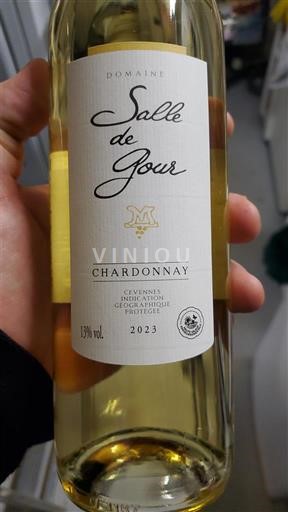 DOMAINE
Salle
de
Gour
M
VINIOU
CHARDONNAY
CEVENNES
INDICATION
GÉOGRAPHIQUE
PROTÉGÉE
13% vol.
2023